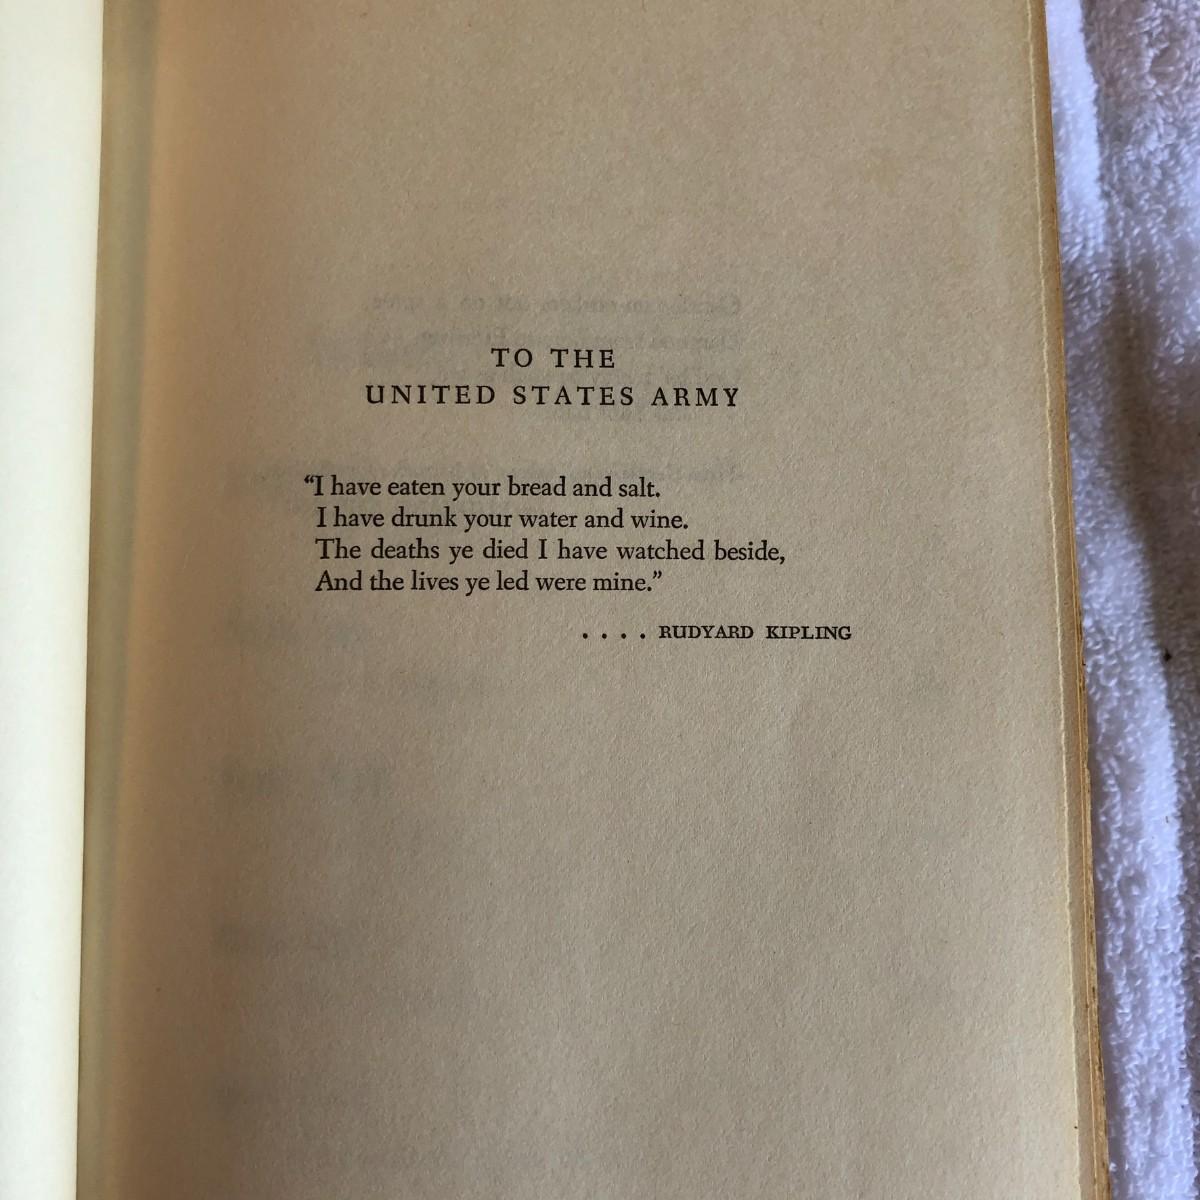 TO THE
UNITED STATES ARMY
“I have eaten your bread and salt.
I have drunk your water and wine.
The deaths ye died I have watched beside,
And the lives ye led were mine.”
. . . . RUDYARD KIPLING